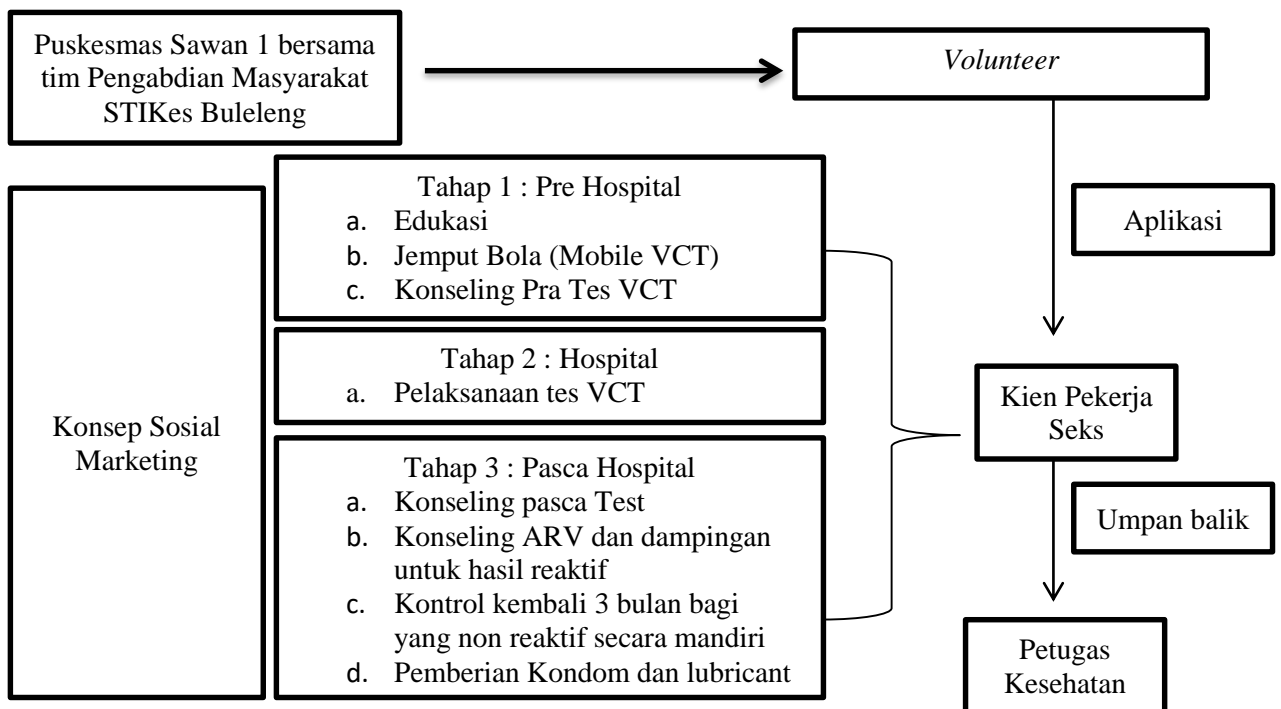 Puskesmas Sawan 1 bersama
tim Pengabdian Masyarakat
STIKes Buleleng
Volunteer
Konsep Sosial
Marketing
Tahap 1 : Pre Hospital
a. Edukasi
b. Jemput Bola (Mobile VCT)
c. Konseling Pra Tes VCT
Tahap 2 : Hospital
a. Pelaksanaan tes VCT
Tahap 3 : Pasca Hospital
a. Konseling pasca Test
b. Konseling ARV dan dampingan
untuk hasil reaktif
c. Kontrol kembali 3 bulan bagi
yang non reaktif secara mandiri
d. Pemberian Kondom dan lubricant
Aplikasi
Kien Pekerja
Seks
Umpan balik
Petugas
Kesehatan